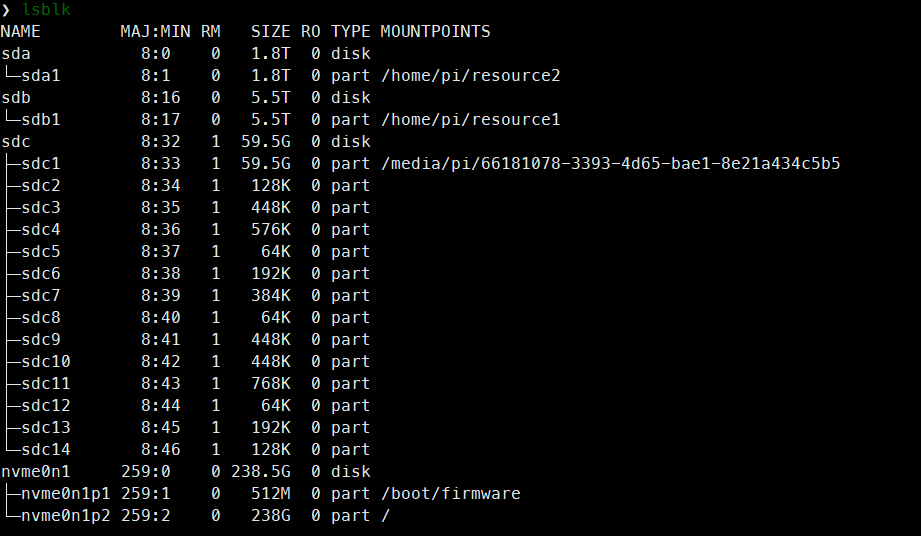 ❯ lsblk
NAME        MAJ:MIN RM   SIZE RO TYPE MOUNTPOINTS
sda           8:0    0   1.8T  0 disk
└─sda1        8:1    0   1.8T  0 part /home/pi/resource2
sdb           8:16   0   5.5T  0 disk
└─sdb1        8:17   0   5.5T  0 part /home/pi/resource1
sdc           8:32   1  59.5G  0 disk
├─sdc1        8:33   1  59.5G  0 part /media/pi/66181078-3393-4d65-bae1-8e21a434c5b5
├─sdc2        8:34   1   128K  0 part
├─sdc3        8:35   1   448K  0 part
├─sdc4        8:36   1   576K  0 part
├─sdc5        8:37   1    64K  0 part
├─sdc6        8:38   1   192K  0 part
├─sdc7        8:39   1   384K  0 part
├─sdc8        8:40   1    64K  0 part
├─sdc9        8:41   1   448K  0 part
├─sdc10       8:42   1   448K  0 part
├─sdc11       8:43   1   768K  0 part
├─sdc12       8:44   1    64K  0 part
├─sdc13       8:45   1   192K  0 part
└─sdc14       8:46   1   128K  0 part
nvme0n1     259:0    0 238.5G  0 disk
├─nvme0n1p1 259:1    0   512M  0 part /boot/firmware
└─nvme0n1p2 259:2    0   238G  0 part /